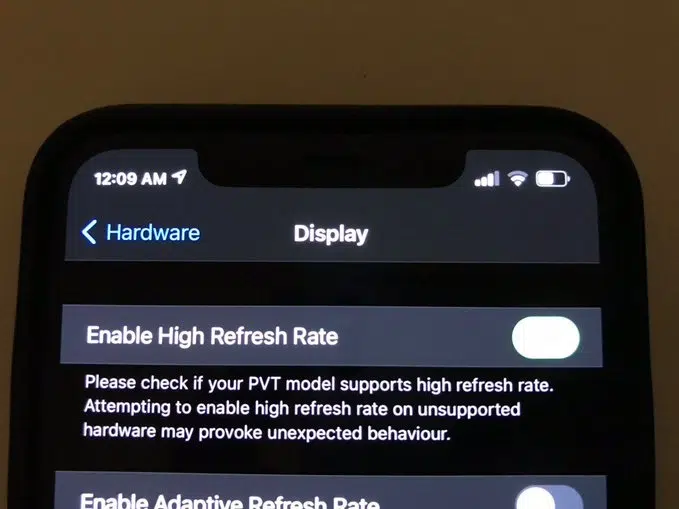 12:09 AM
Hardware
Display
Enable High Refresh Rate
Please check if your PVT model supports high refresh rate.
Attempting to enable high refresh rate on unsupported
hardware may provoke unexpected behaviour.
Enable Adaptive Refresh Rate